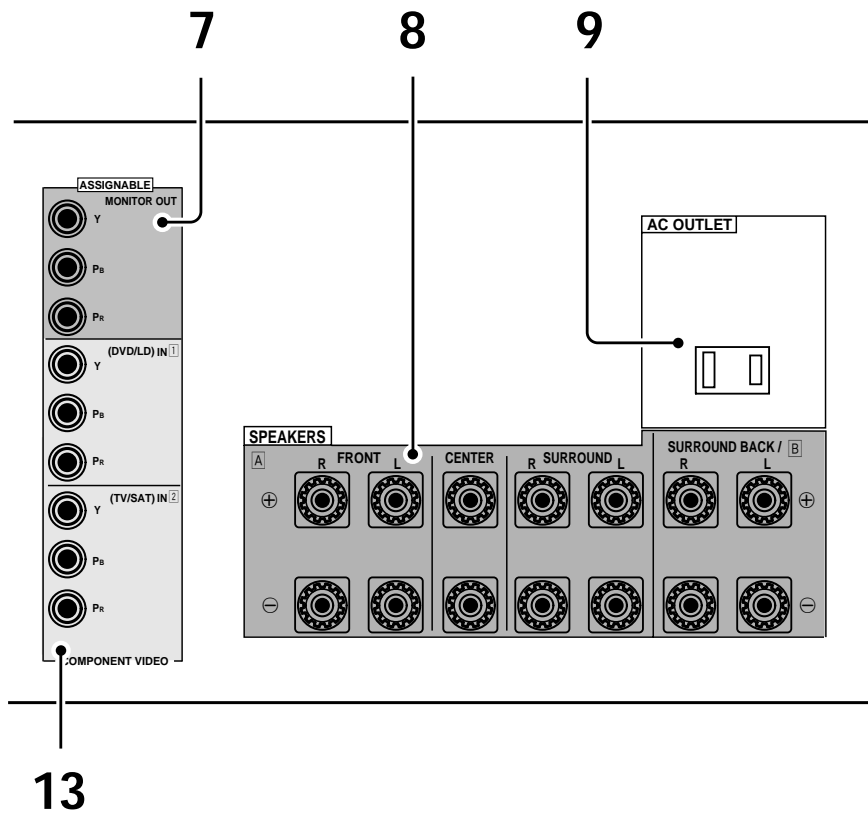 7 8 9
ASSIGNABLE
MONITOR OUT
Y
PB
PR
(DVD/LD) IN 1
Y
PB
PR
(TV/SAT) IN 2
Y
PB
PR
COMPONENT VIDEO
AC OUTLET
SPEAKERS
A R FRONT L CENTER R SURROUND L SURROUND BACK / B
R L
⊕ ⊕
⊖ ⊖
13